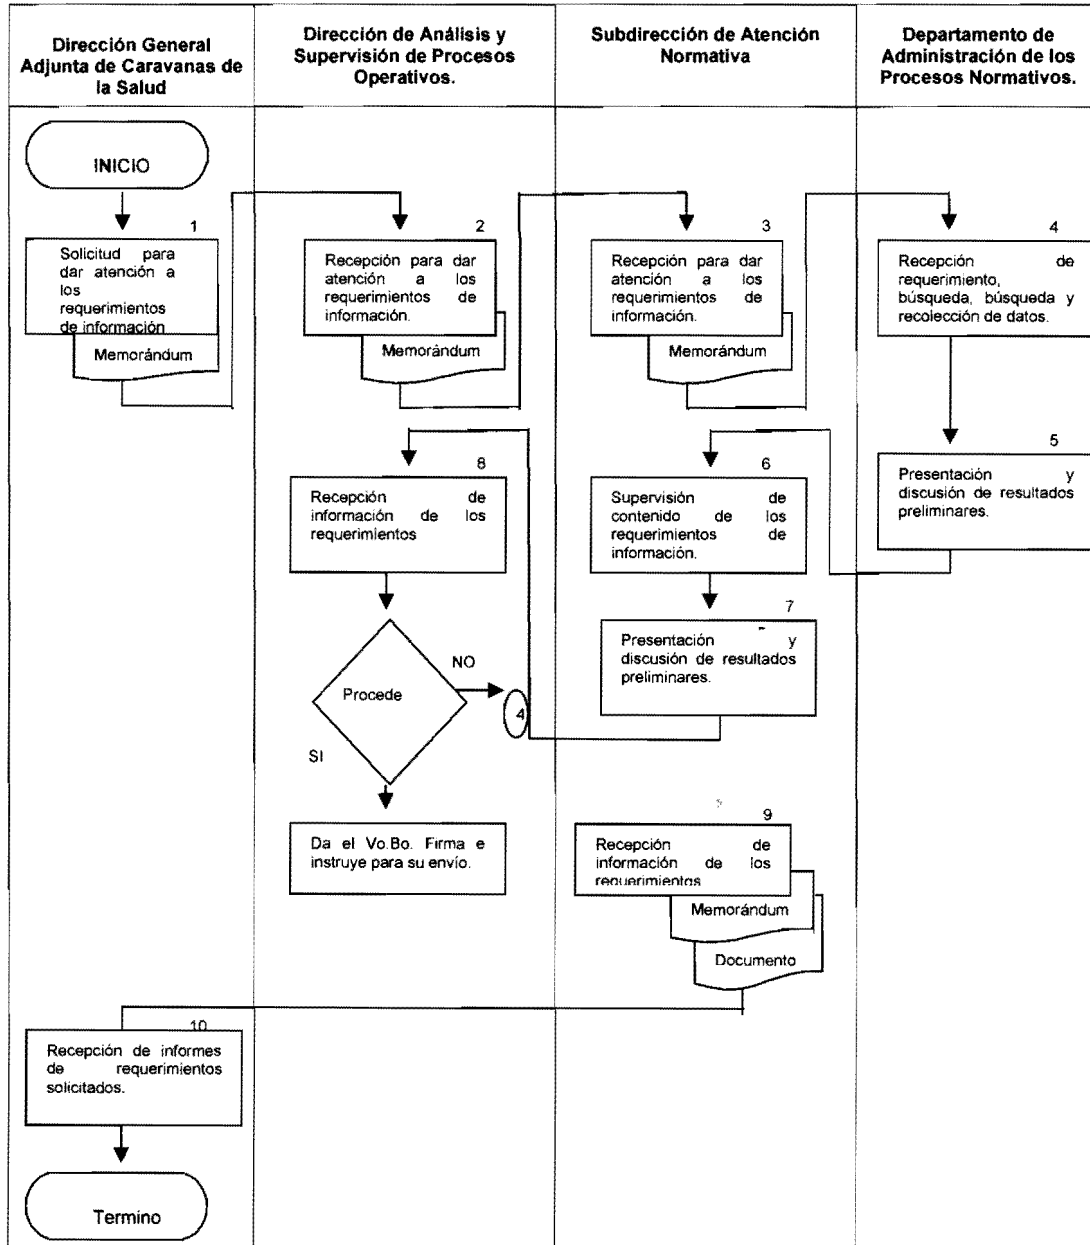 Dirección General
Adjunta de Caravanas de
la Salud
Dirección de Análisis y
Supervisión de Procesos
Operativos.
Subdirección de Atención
Normativa
Departamento de
Administración de los
Procesos Normativos.
INICIO
1
Solicitud para
dar atención a
los
requerimientos
de información
Memorándum
2
Recepción para dar
atención a los
requerimientos de
información.
Memorándum
3
Recepción para dar
atención a los
requerimientos de
información.
Memorándum
4
Recepción de
requerimiento,
búsqueda, búsqueda y
recolección de datos.
5
Presentación y
discusión de resultados
preliminares.
6
Supervisión de
contenido de los
requerimientos de
información.
7
Presentación y
discusión de resultados
preliminares.
8
Recepción de
información de los
requerimientos
Procede
NO
4
SI
Da el Vo.Bo. Firma e
instruye para su envío.
9
Recepción de
información de los
requerimientos
Memorándum
Documento
10
Recepción de informes
de requerimientos
solicitados.
Termino